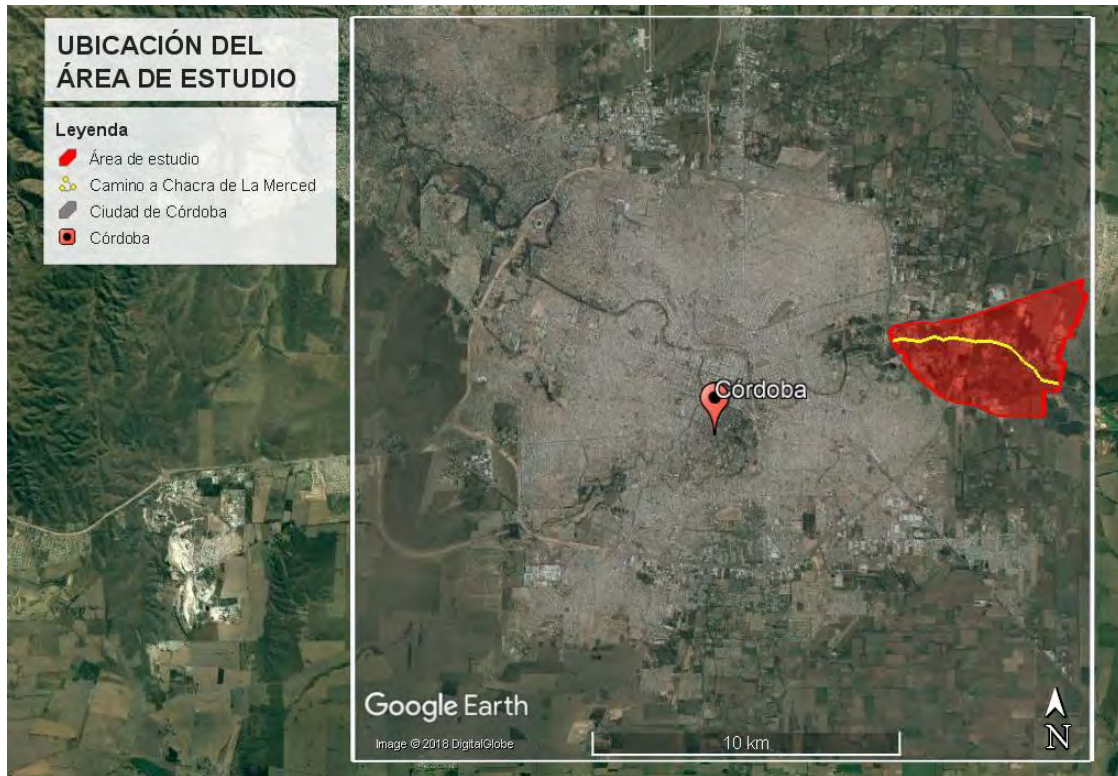 UBICACIÓN DEL
ÁREA DE ESTUDIO
Leyenda
Área de estudio
Camino a Chacra de La Merced
Ciudad de Córdoba
Córdoba
Córdoba
Google Earth
Image © 2018 DigitalGlobe
10 km
N